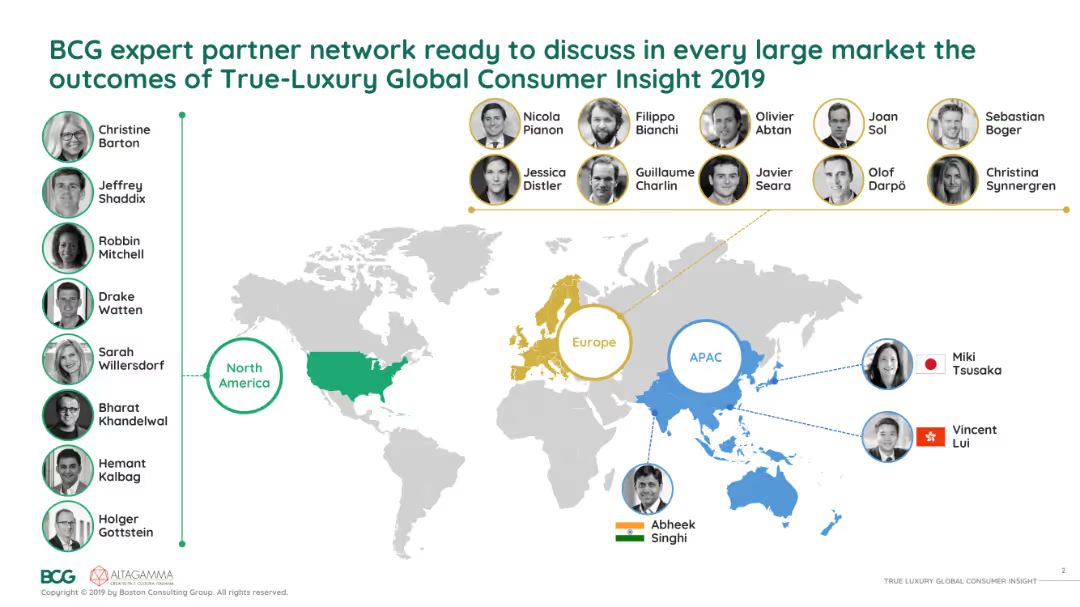 BCG expert partner network ready to discuss in every large market the
outcomes of True-Luxury Global Consumer Insight 2019
Christine
Barton
Jeffrey
Shaddix
Robbin
Mitchell
Drake
Watten
Sarah
Willersdorf
Bharat
Khandelwal
Hemant
Kalbag
Holger
Gottstein
North
America
Nicola
Pianon
Filippo
Bianchi
Olivier
Abtan
Joan
Sol
Sebastian
Boger
Jessica
Distler
Guillaume
Charlin
Javier
Seara
Olof
Darpö
Christina
Synnergren
Europe
APAC
Miki
Tsusaka
Vincent
Lui
Abheek
Singhi
BCG
ALTAGAMMA
CREATIVITÀ E CULTURA ITALIANA
Copyright © 2019 by Boston Consulting Group. All rights reserved.
2
TRUE LUXURY GLOBAL CONSUMER INSIGHT